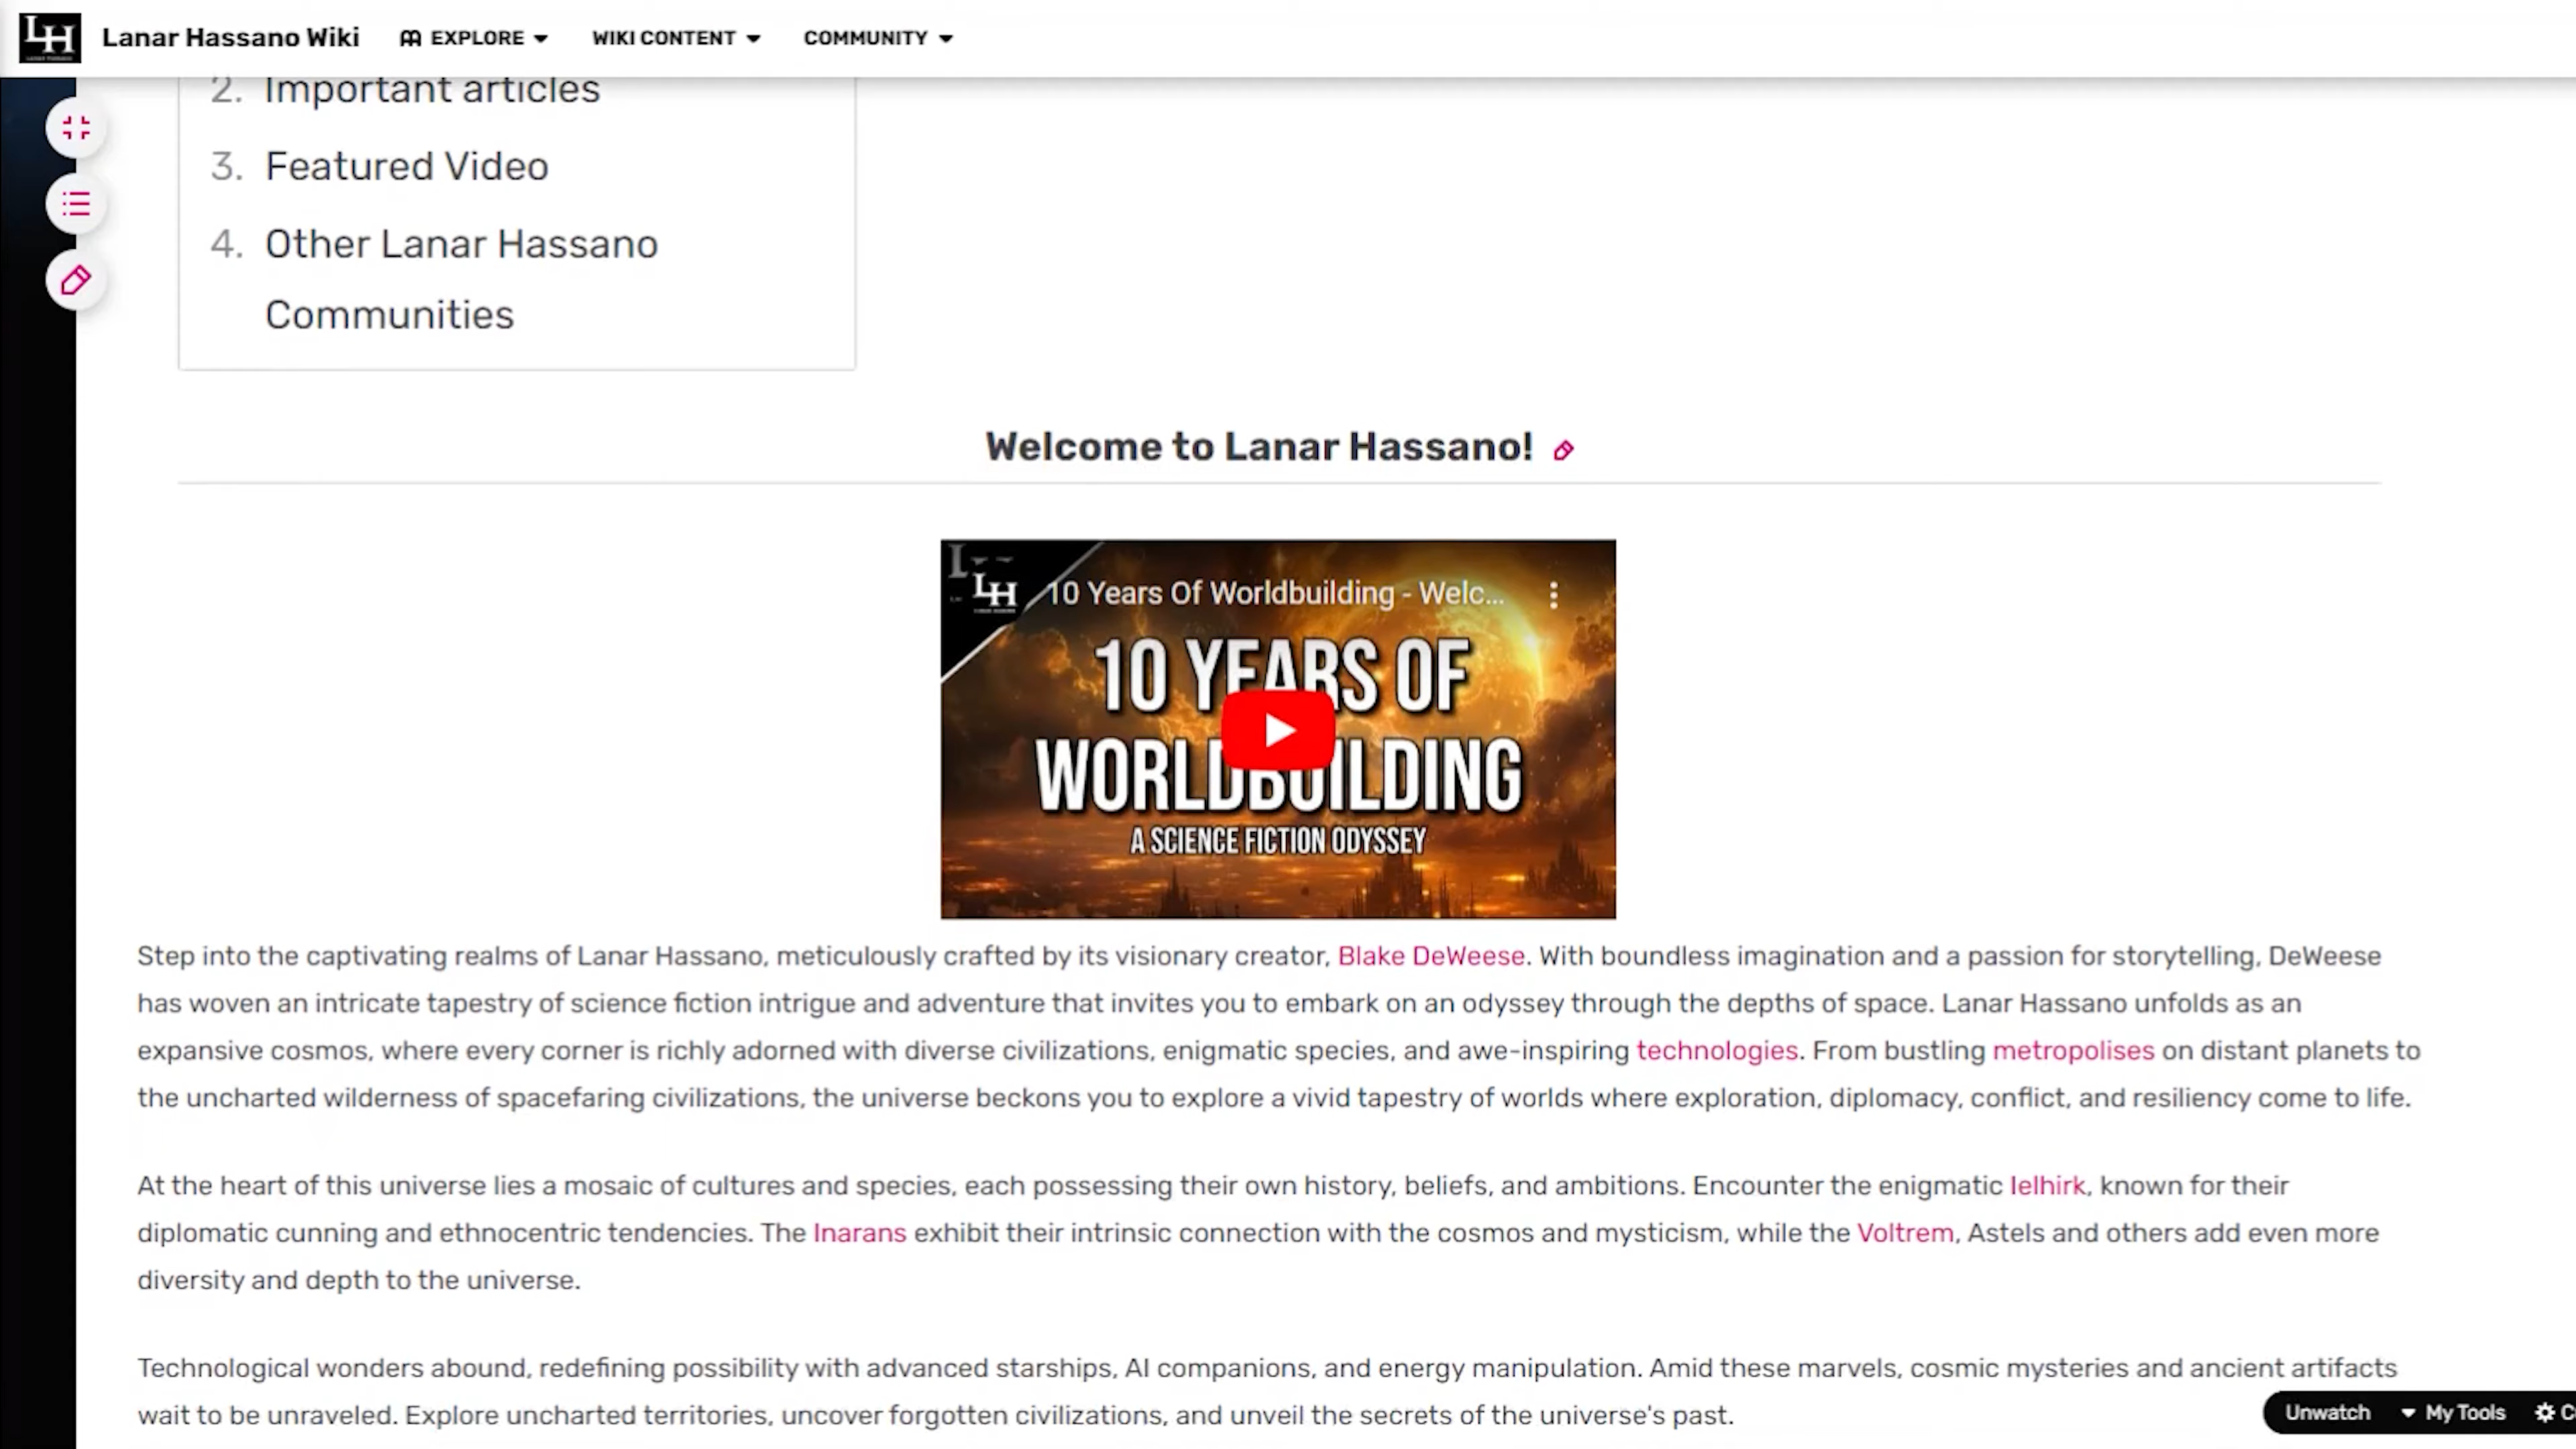 LH
Lanar Hassano Wiki EXPLORE WIKI CONTENT COMMUNITY
2. Important articles
3. Featured Video
4. Other Lanar Hassano
Communities
Welcome to Lanar Hassano!
LH 10 Years Of Worldbuilding - Welc...
10 YEARS OF
WORLDBUILDING
A SCIENCE FICTION ODYSSEY
Step into the captivating realms of Lanar Hassano, meticulously crafted by its visionary creator, Blake DeWeese. With boundless imagination and a passion for storytelling, DeWeese
has woven an intricate tapestry of science fiction intrigue and adventure that invites you to embark on an odyssey through the depths of space. Lanar Hassano unfolds as an
expansive cosmos, where every corner is richly adorned with diverse civilizations, enigmatic species, and awe-inspiring technologies. From bustling metropolises on distant planets to
the uncharted wilderness of spacefaring civilizations, the universe beckons you to explore a vivid tapestry of worlds where exploration, diplomacy, conflict, and resiliency come to life.
At the heart of this universe lies a mosaic of cultures and species, each possessing their own history, beliefs, and ambitions. Encounter the enigmatic Ielhirk, known for their
diplomatic cunning and ethnocentric tendencies. The Inarans exhibit their intrinsic connection with the cosmos and mysticism, while the Voltrem, Astels and others add even more
diversity and depth to the universe.
Technological wonders abound, redefining possibility with advanced starships, AI companions, and energy manipulation. Amid these marvels, cosmic mysteries and ancient artifacts
wait to be unraveled. Explore uncharted territories, uncover forgotten civilizations, and unveil the secrets of the universe's past.
Unwatch My Tools